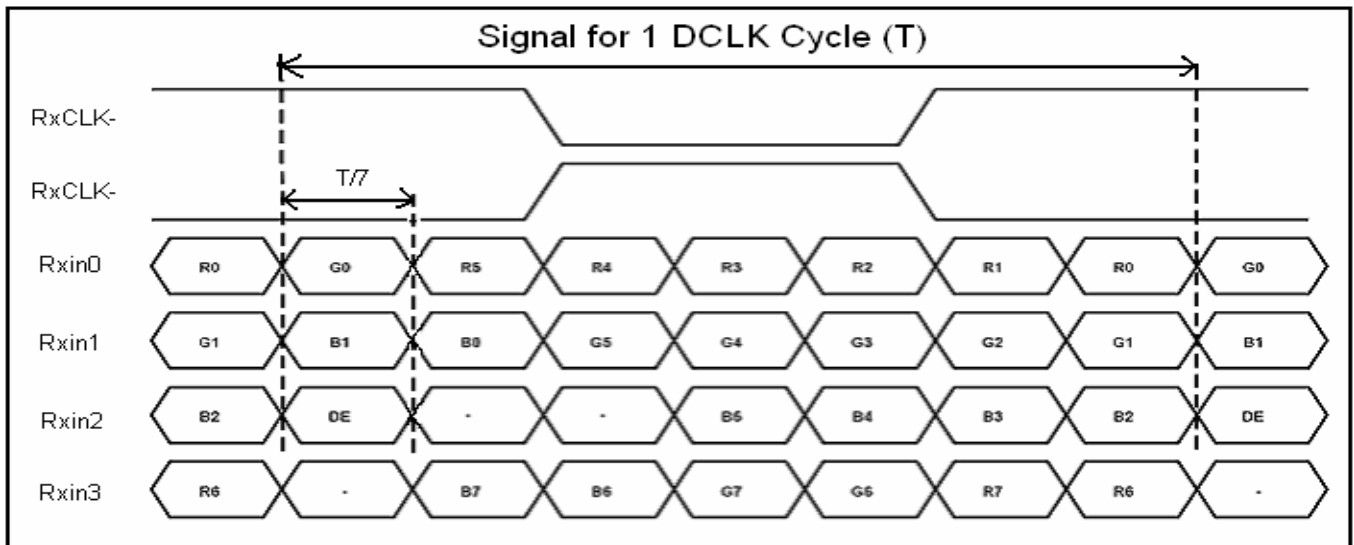 Signal for 1 DCLK Cycle (T)
RxCLK-
RxCLK-
T/7
Rxin0 R0 G0 R5 R4 R3 R2 R1 R0 G0
Rxin1 G1 B1 B0 G5 G4 G3 G2 G1 B1
Rxin2 B2 DE - - B5 B4 B3 B2 DE
Rxin3 R6 - B7 B6 G7 G6 R7 R6 -